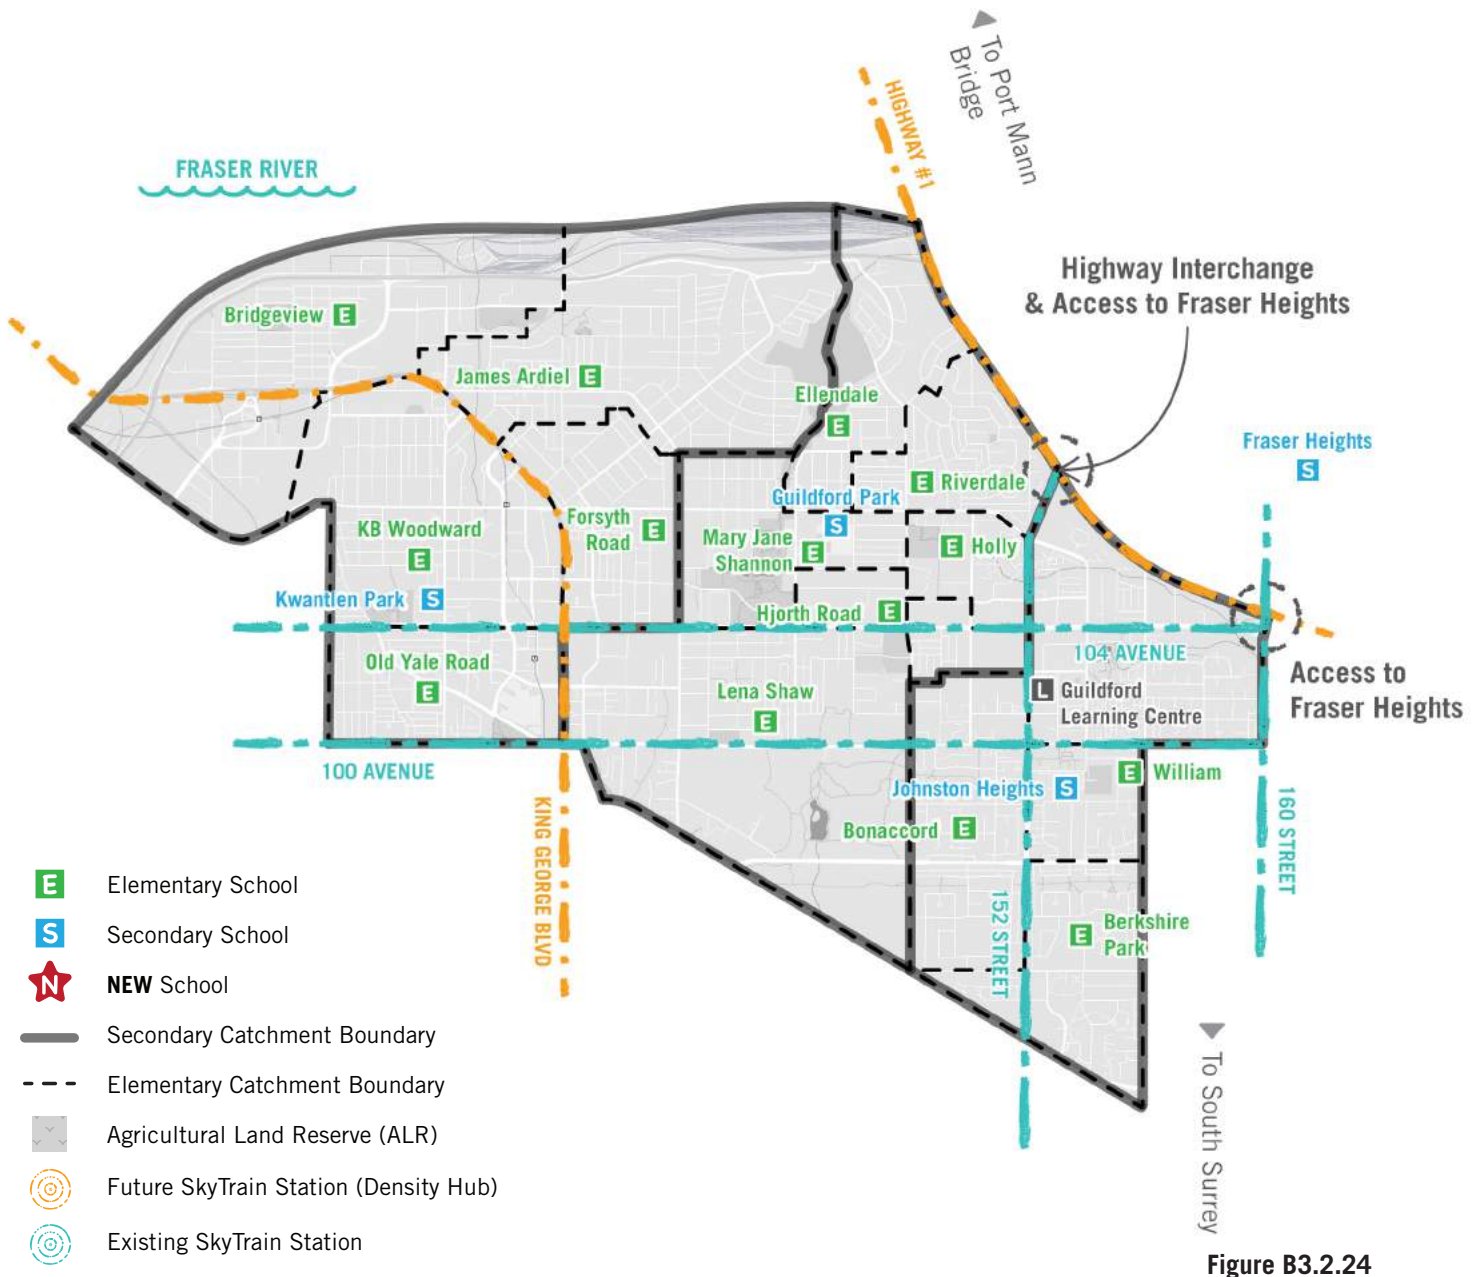 To Port Mann
Bridge
HIGHWAY #1
FRASER RIVER
Highway Interchange
& Access to Fraser Heights
Bridgeview E
James Ardiel E
Ellendale
E
Fraser Heights
S
E Riverdale
Guildford Park
S
KB Woodward
E
Forsyth
Road E
Mary Jane
Shannon E
E Holly
Kwantlen Park S
Hjorth Road E
104 AVENUE
Old Yale Road
E
Lena Shaw
E
L Guildford
Learning Centre
Access to
Fraser Heights
100 AVENUE
E William
Johnston Heights S
Bonaccord E
KING GEORGE BLVD
152 STREET
160 STREET
E Berkshire
Park
To South Surrey
E Elementary School
S Secondary School
N NEW School
Secondary Catchment Boundary
Elementary Catchment Boundary
Agricultural Land Reserve (ALR)
Future SkyTrain Station (Density Hub)
Existing SkyTrain Station
Figure B3.2.24